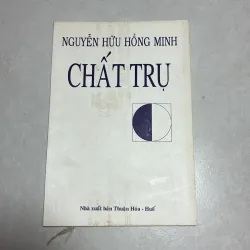 NGUYỄN HỮU HỒNG MINH
CHẤT TRỤ
Nhà xuất bản Thuận Hóa - Huế